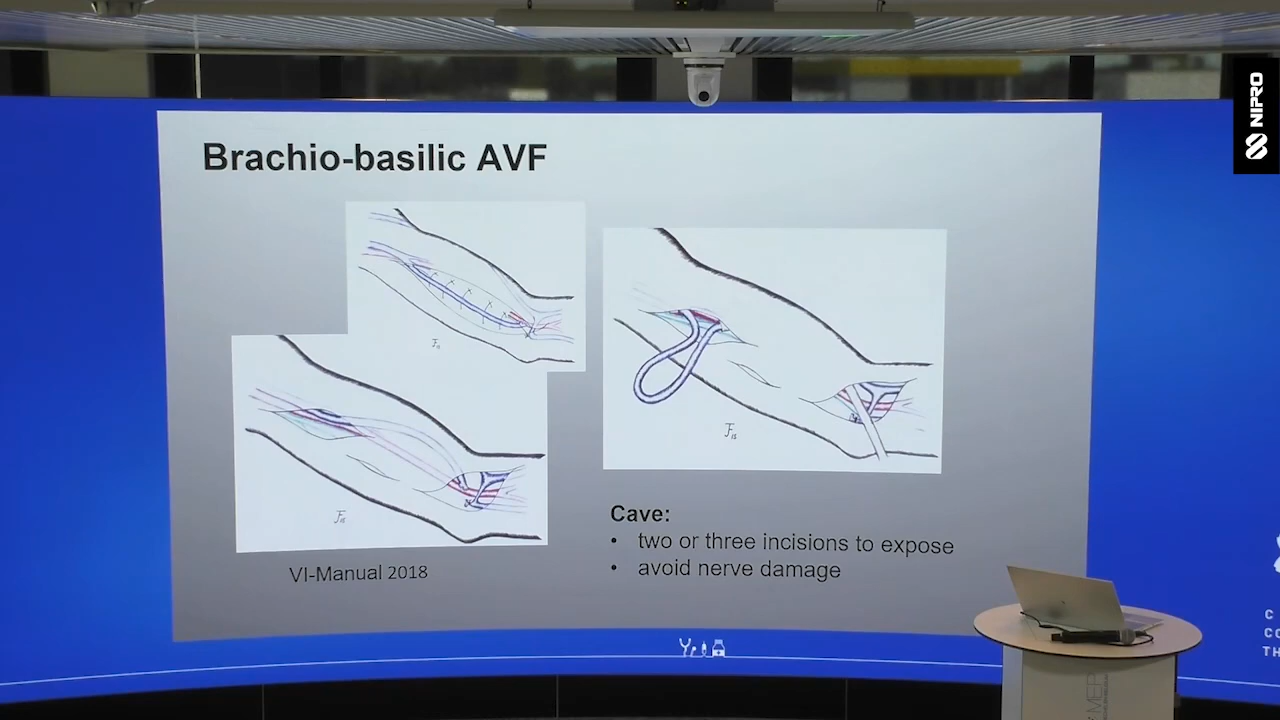 NIPRO
Brachio-basilic AVF
VI-Manual 2018
Cave:
• two or three incisions to expose
• avoid nerve damage